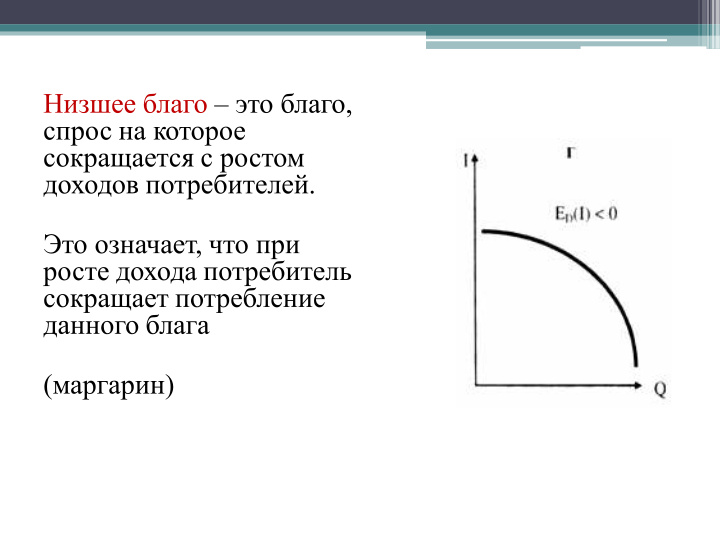 Низшее благо – это благо,
спрос на которое
сокращается с ростом
доходов потребителей.
Это означает, что при
росте дохода потребитель
сокращает потребление
данного блага
(маргарин)
г
I
E_D(I) < 0
Q